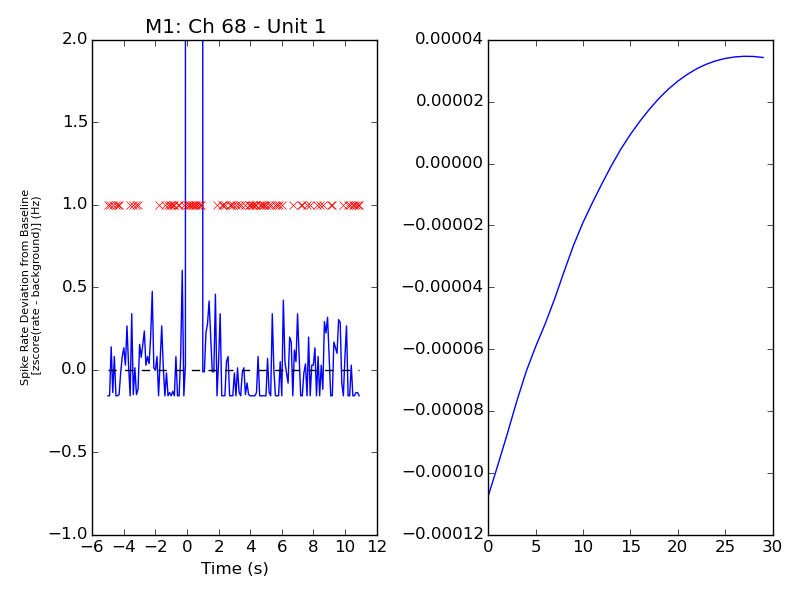 M1: Ch 68 - Unit 1
2.0
1.5
1.0
0.5
0.0
−0.5
−1.0
Spike Rate Deviation from Baseline
[zscore(rate - background)] (Hz)
−6 −4 −2 0 2 4 6 8 10 12
Time (s)
0.00004
0.00002
0.00000
−0.00002
−0.00004
−0.00006
−0.00008
−0.00010
−0.00012
0 5 10 15 20 25 30